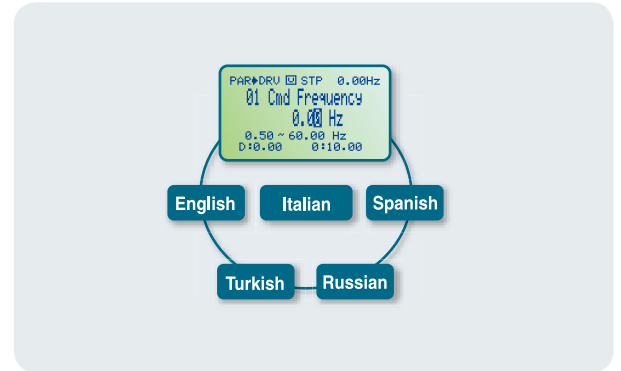 PAR➧DRV U STP 0.00Hz
01 Cmd Frequency
0.00 Hz
0.50 ~ 60.00 Hz
D:0.00 0:10.00
English Italian Spanish
Turkish Russian